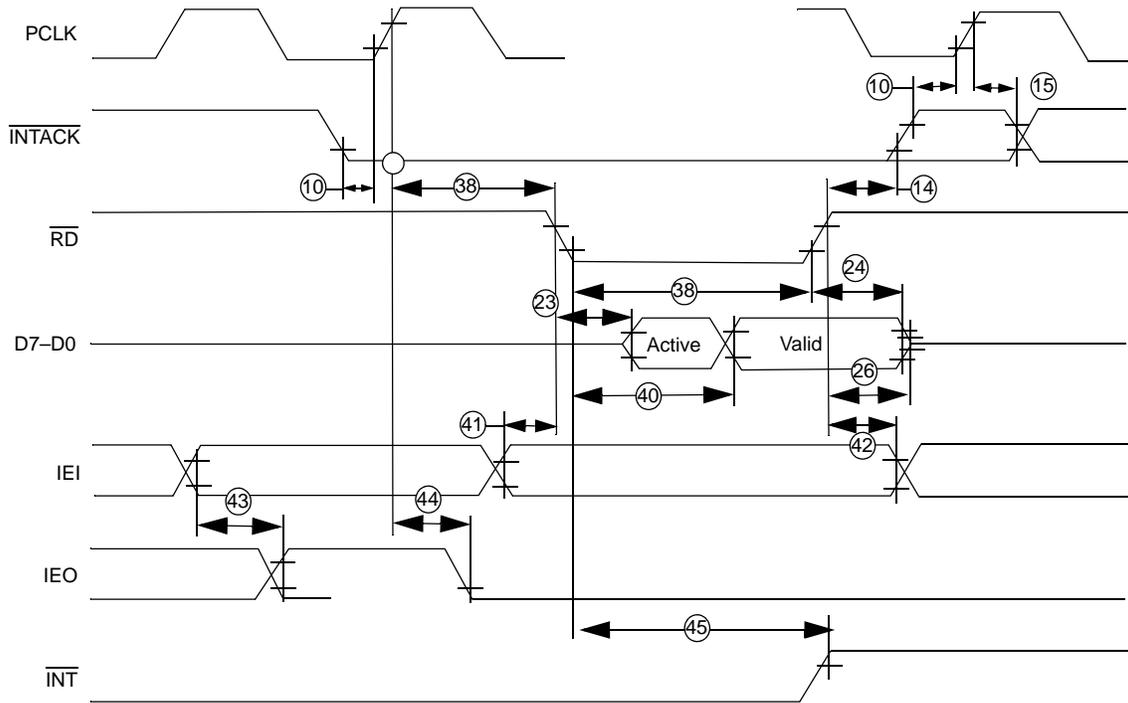 PCLK
10
15
INTACK
10
38
14
RD
24
38
23
D7–D0
Active
Valid
26
40
41
42
IEI
43
44
IEO
45
INT